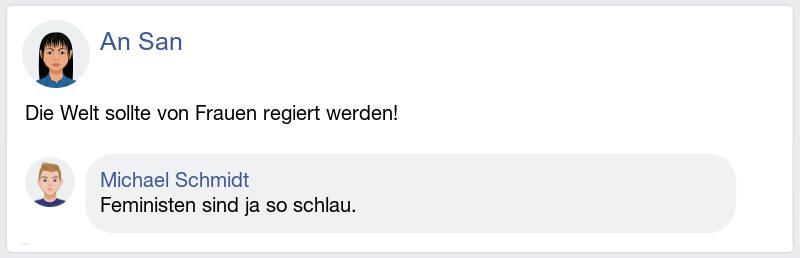 An San
Die Welt sollte von Frauen regiert werden!
Michael Schmidt
Feministen sind ja so schlau.